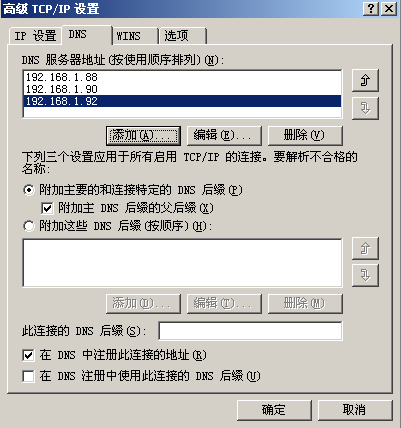 高级 TCP/IP 设置
IP 设置 DNS WINS 选项
DNS 服务器地址(按使用顺序排列)(N):
192.168.1.88
192.168.1.90
192.168.1.92
添加(A)... 编辑(E)... 删除(V)
下列三个设置应用于所有启用 TCP/IP 的连接。要解析不合格的
名称:
附加主要的和连接特定的 DNS 后缀(P)
附加主 DNS 后缀的父后缀(X)
附加这些 DNS 后缀(按顺序)(H):
添加(D)... 编辑(T)... 删除(M)
此连接的 DNS 后缀(S):
在 DNS 中注册此连接的地址(R)
在 DNS 注册中使用此连接的 DNS 后缀(U)
确定 取消